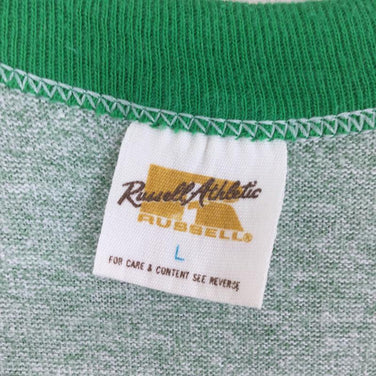 Russell Athletic
RUSSELL®
L
FOR CARE & CONTENT SEE REVERSE